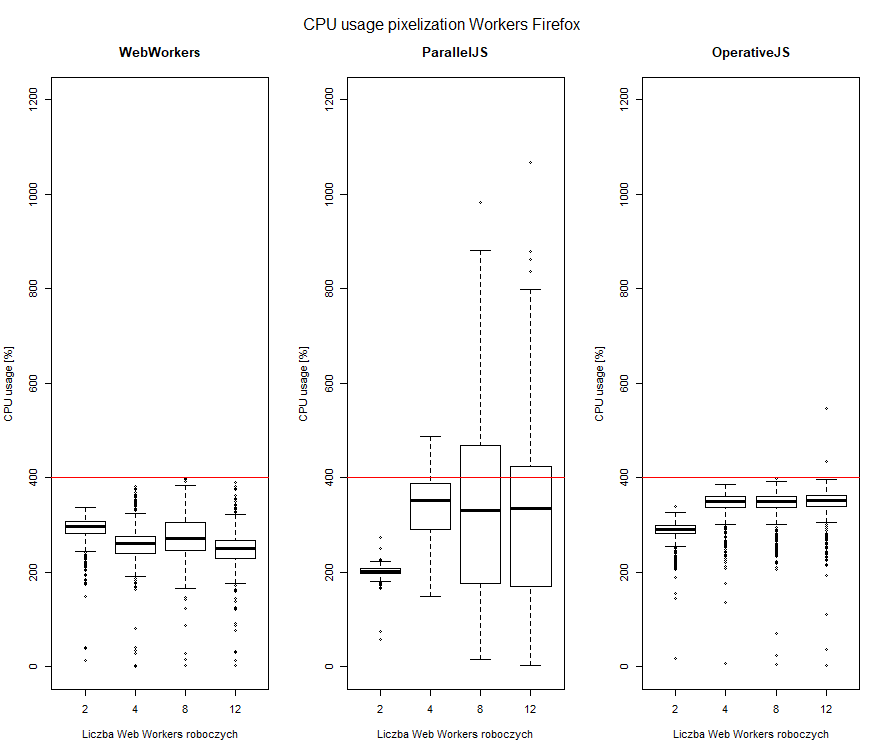 CPU usage pixelization Workers Firefox
WebWorkers
CPU usage [%]
1200
1000
800
600
400
200
0
2 4 8 12
Liczba Web Workers roboczych
ParallelJS
CPU usage [%]
1200
1000
800
600
400
200
0
2 4 8 12
Liczba Web Workers roboczych
OperativeJS
CPU usage [%]
1200
1000
800
600
400
200
0
2 4 8 12
Liczba Web Workers roboczych